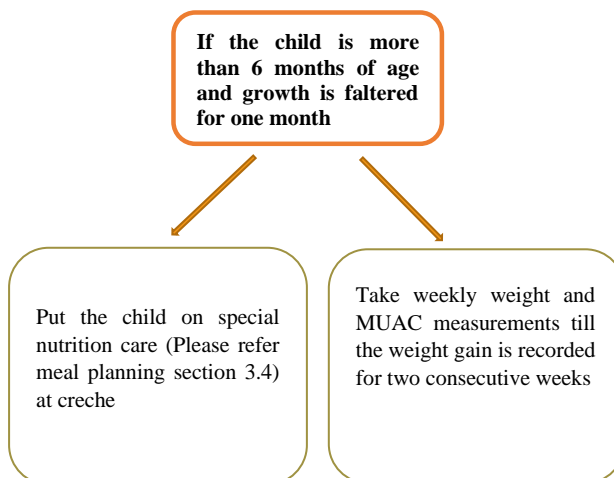 If the child is more
than 6 months of age
and growth is faltered
for one month
Put the child on special
nutrition care (Please refer
meal planning section 3.4)
at creche
Take weekly weight and
MUAC measurements till
the weight gain is recorded
for two consecutive weeks